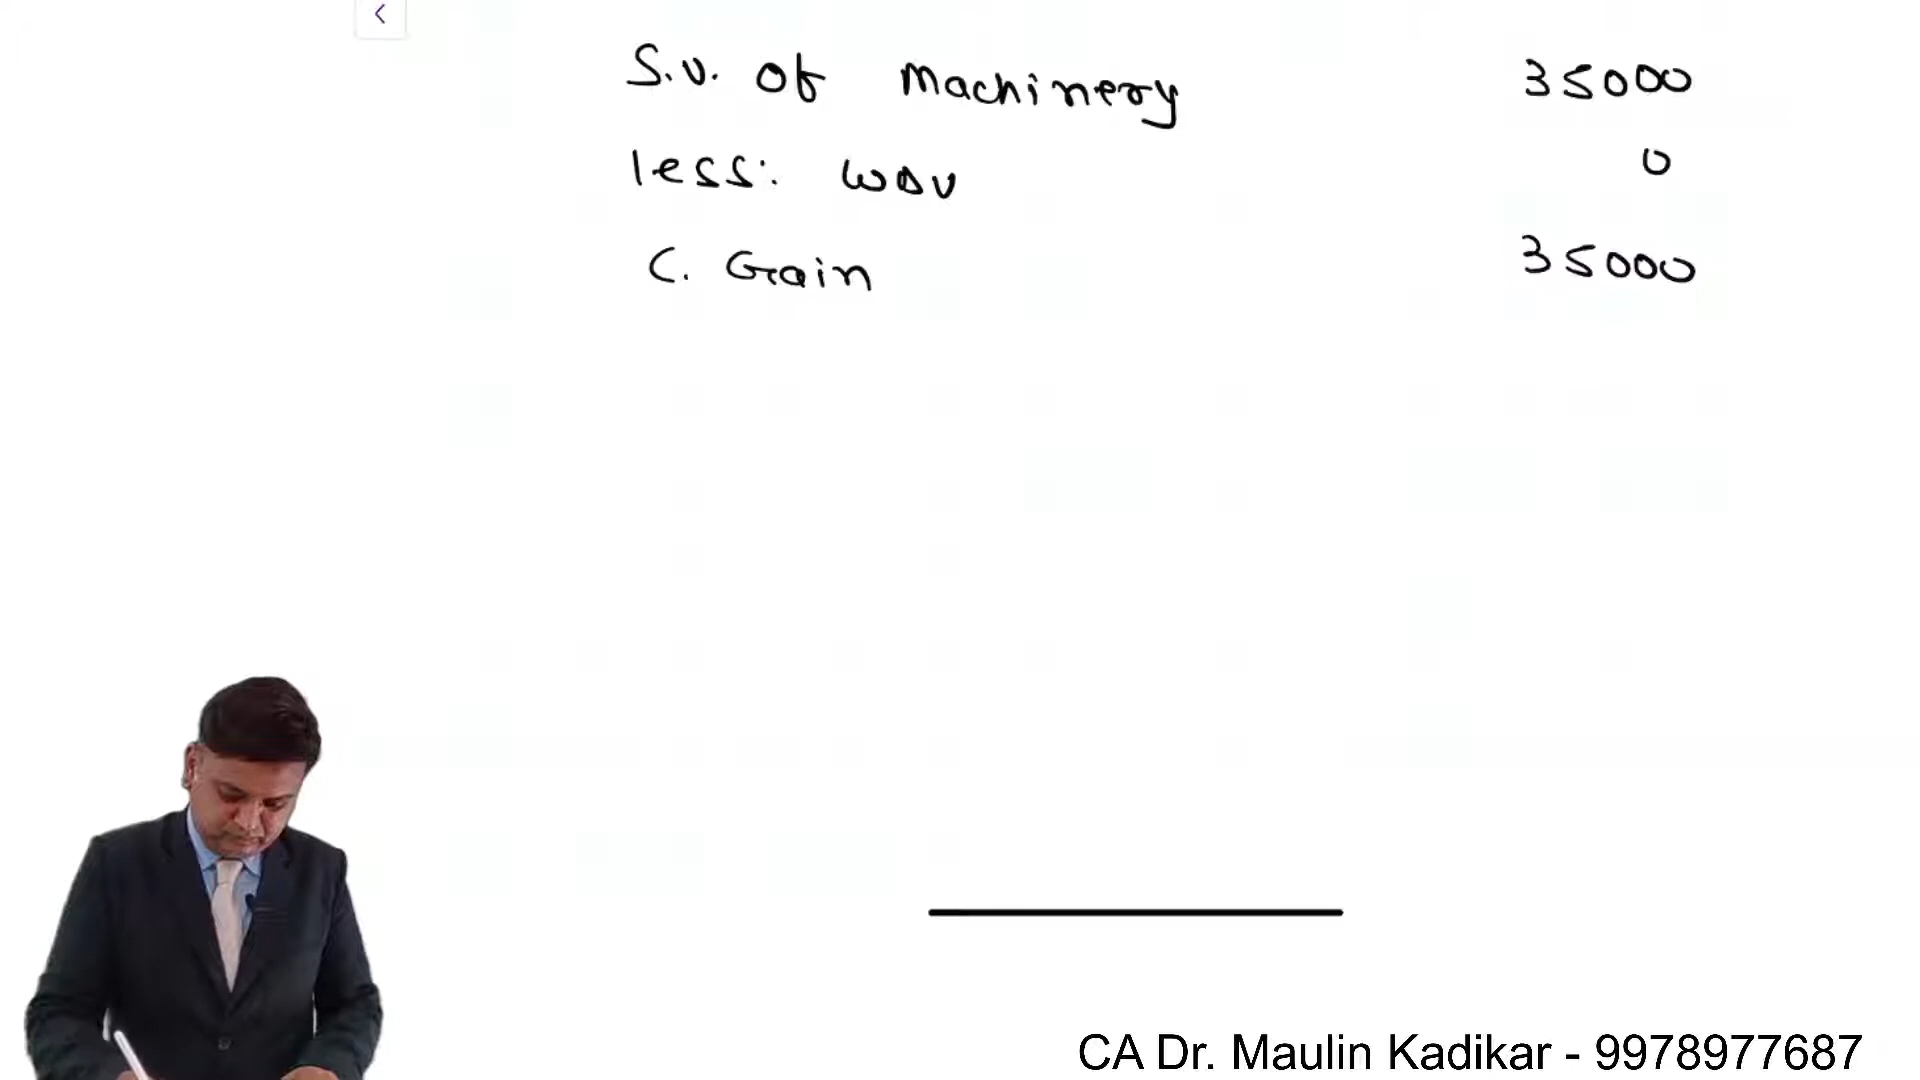 S.V. of Machinery 35000
less: WDV 0
C. Gain 35000
CA Dr. Maulin Kadikar - 9978977687